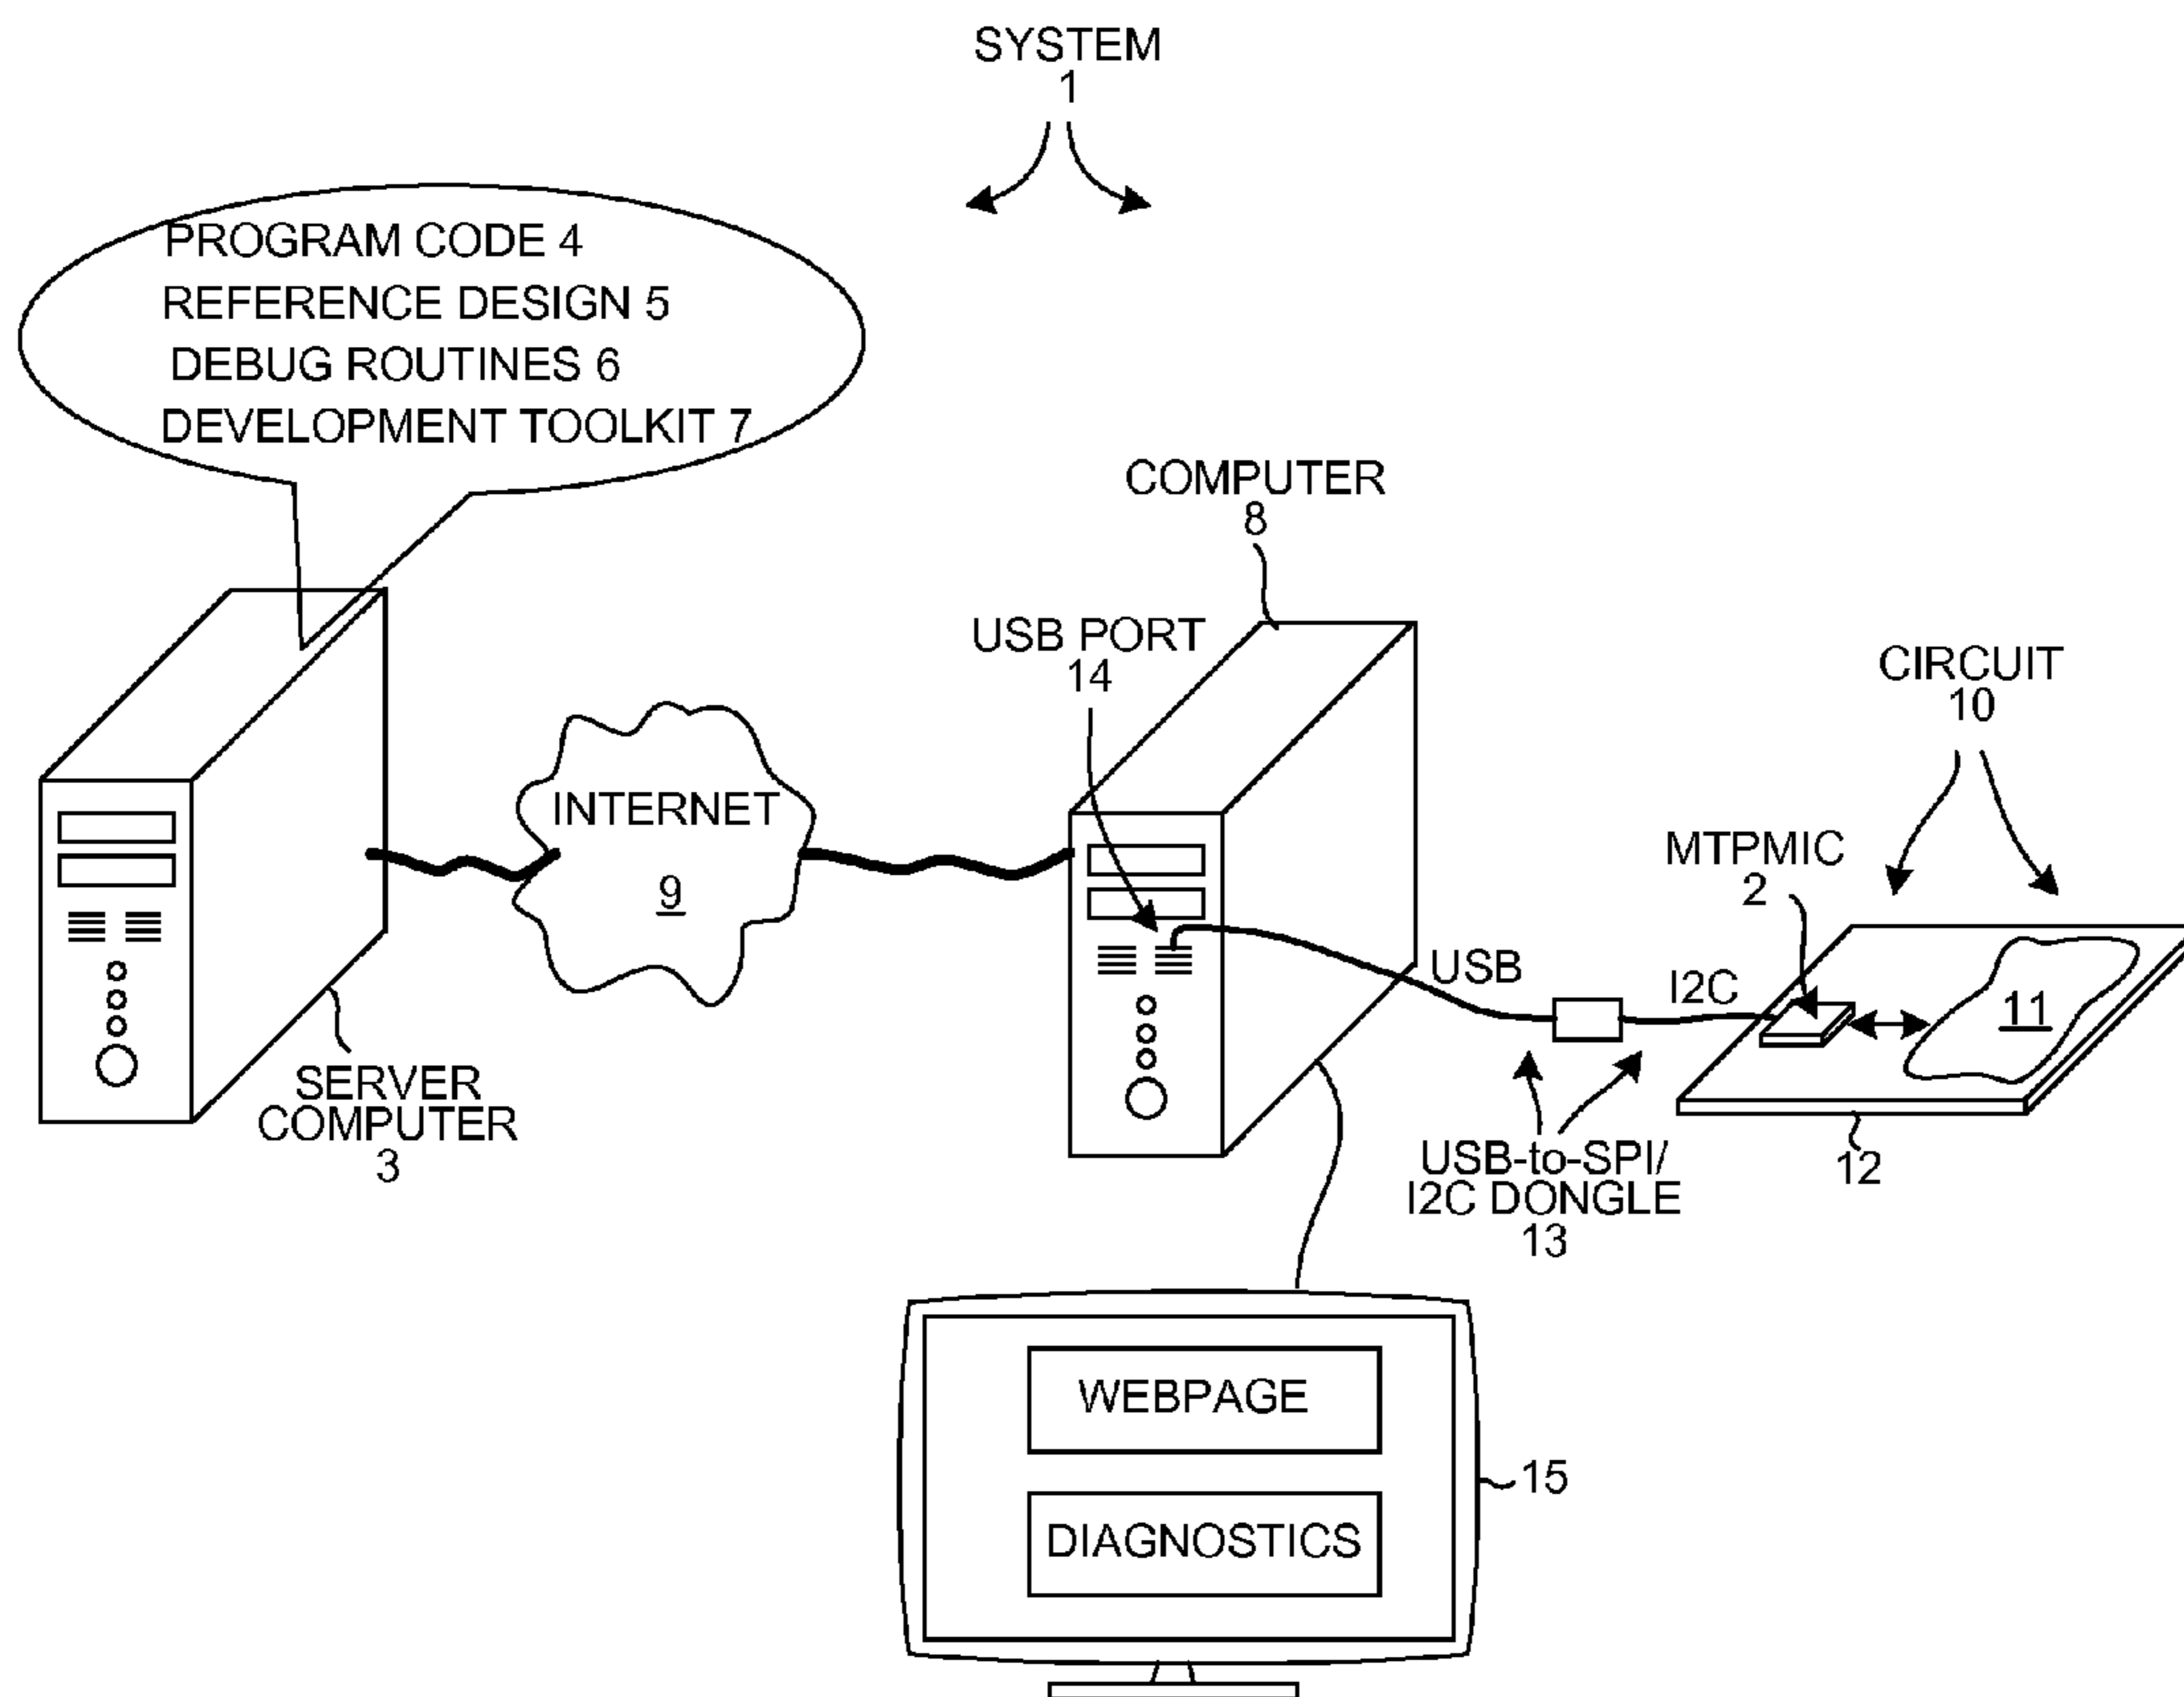 SYSTEM
1
PROGRAM CODE 4
REFERENCE DESIGN 5
DEBUG ROUTINES 6
DEVELOPMENT TOOLKIT 7
COMPUTER
8
USB PORT
14
CIRCUIT
10
INTERNET
9
MTPMIC
2
USB
I2C
11
SERVER
COMPUTER
3
USB-to-SPI/
I2C DONGLE
13
12
WEBPAGE
15
DIAGNOSTICS